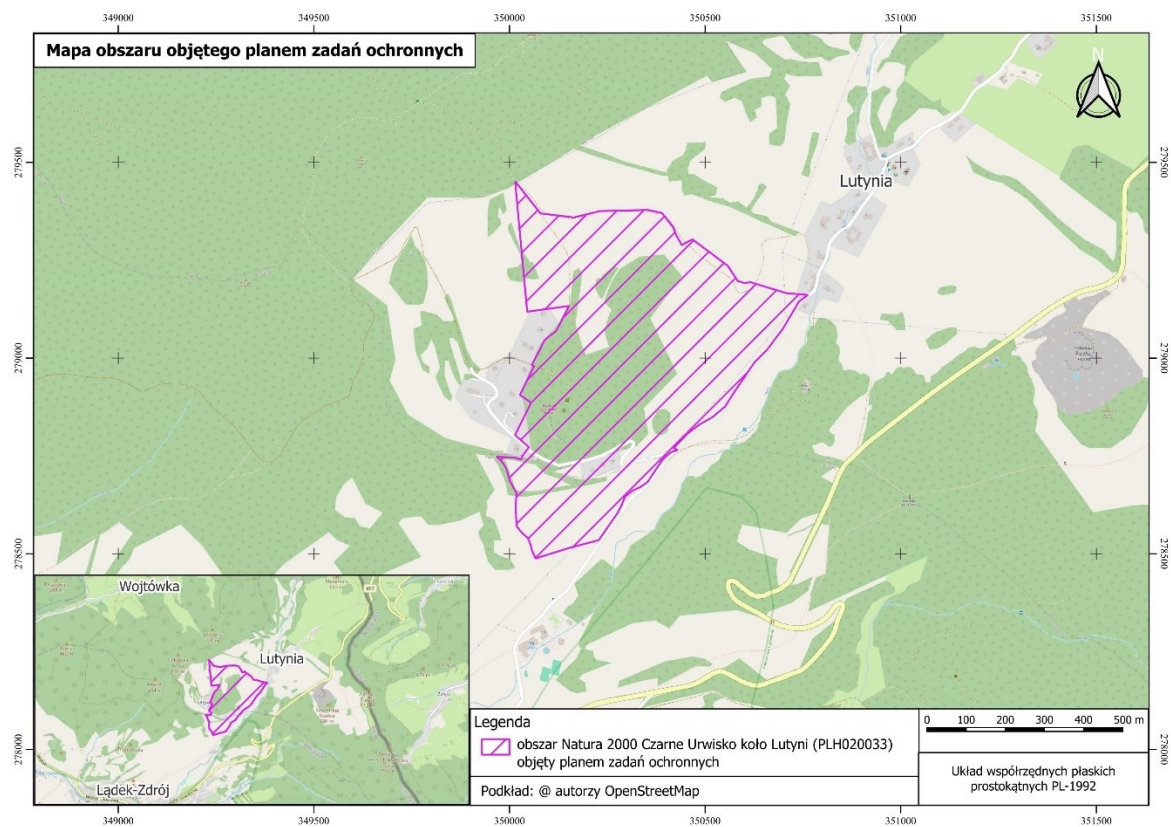 349000 349500 350000 350500 351000 351500
Mapa obszaru objętego planem zadań ochronnych
N
279500 279500
Lutynia
279000 279000
278500 278500
Wojtówka
Lutynia
Lądek-Zdrój
278000
Legenda
obszar Natura 2000 Czarne Urwisko koło Lutyni (PLH020033)
objęty planem zadań ochronnych
Podkład: @ autorzy OpenStreetMap
0 100 200 300 400 500 m
Układ współrzędnych płaskich
prostokątnych PL-1992
278000
349000 349500 350000 350500 351000 351500